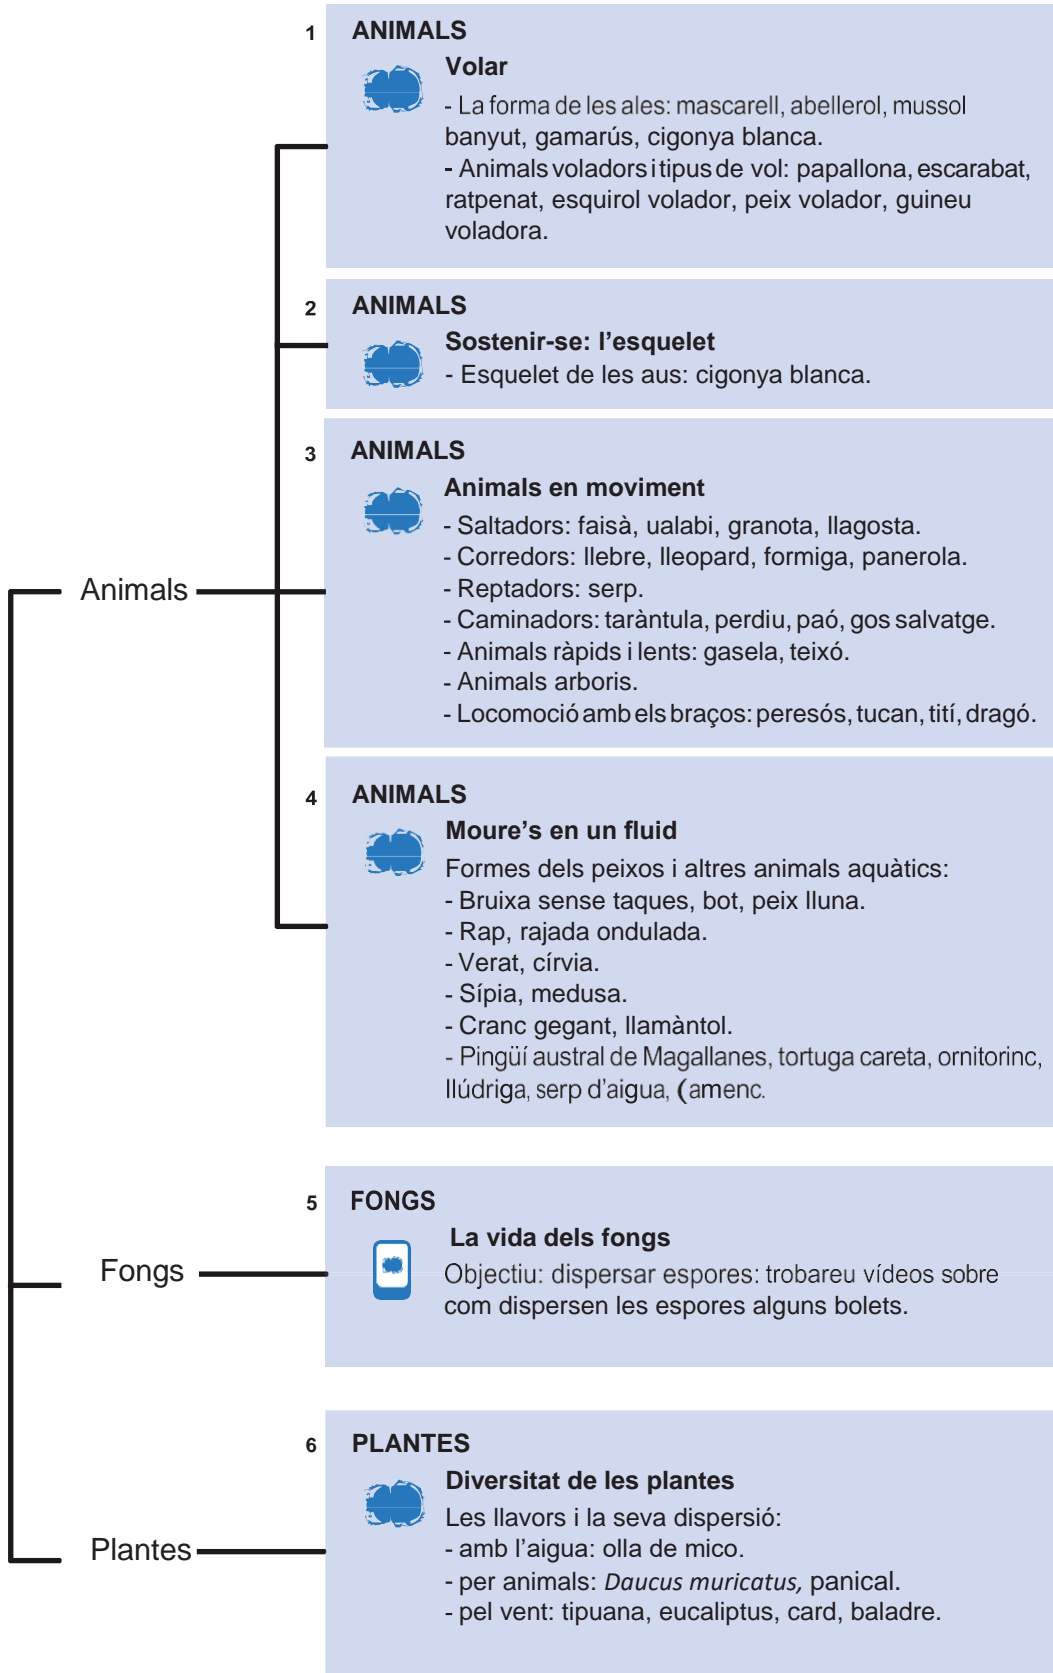 1 ANIMALS
Volar
- La forma de les ales: mascarell, abellerol, mussol
banyut, gamarús, cigonya blanca.
- Animals voladors i tipus de vol: papallona, escarabat,
ratpenat, esquirol volador, peix volador, guineu
voladora.
2 ANIMALS
Sostenir-se: l’esquelet
- Esquelet de les aus: cigonya blanca.
3 ANIMALS
Animals en moviment
- Saltadors: faisà, ualabi, granota, llagosta.
- Corredors: llebre, lleopard, formiga, panerola.
- Reptadors: serp.
- Caminadors: taràntula, perdiu, paó, gos salvatge.
- Animals ràpids i lents: gasela, teixó.
- Animals arboris.
- Locomoció amb els braços: peresós, tucan, tití, dragó.
Animals
4 ANIMALS
Moure’s en un fluid
Formes dels peixos i altres animals aquàtics:
- Bruixa sense taques, bot, peix lluna.
- Rap, rajada ondulada.
- Verat, círvia.
- Sípia, medusa.
- Cranc gegant, llamàntol.
- Pingüí austral de Magallanes, tortuga careta, ornitorinc,
llúdriga, serp d’aigua, (amenc.
5 FONGS
La vida dels fongs
Objectiu: dispersar espores: trobareu vídeos sobre
com dispersen les espores alguns bolets.
Fongs
6 PLANTES
Diversitat de les plantes
Les llavors i la seva dispersió:
- amb l’aigua: olla de mico.
- per animals: Daucus muricatus, panical.
- pel vent: tipuana, eucaliptus, card, baladre.
Plantes